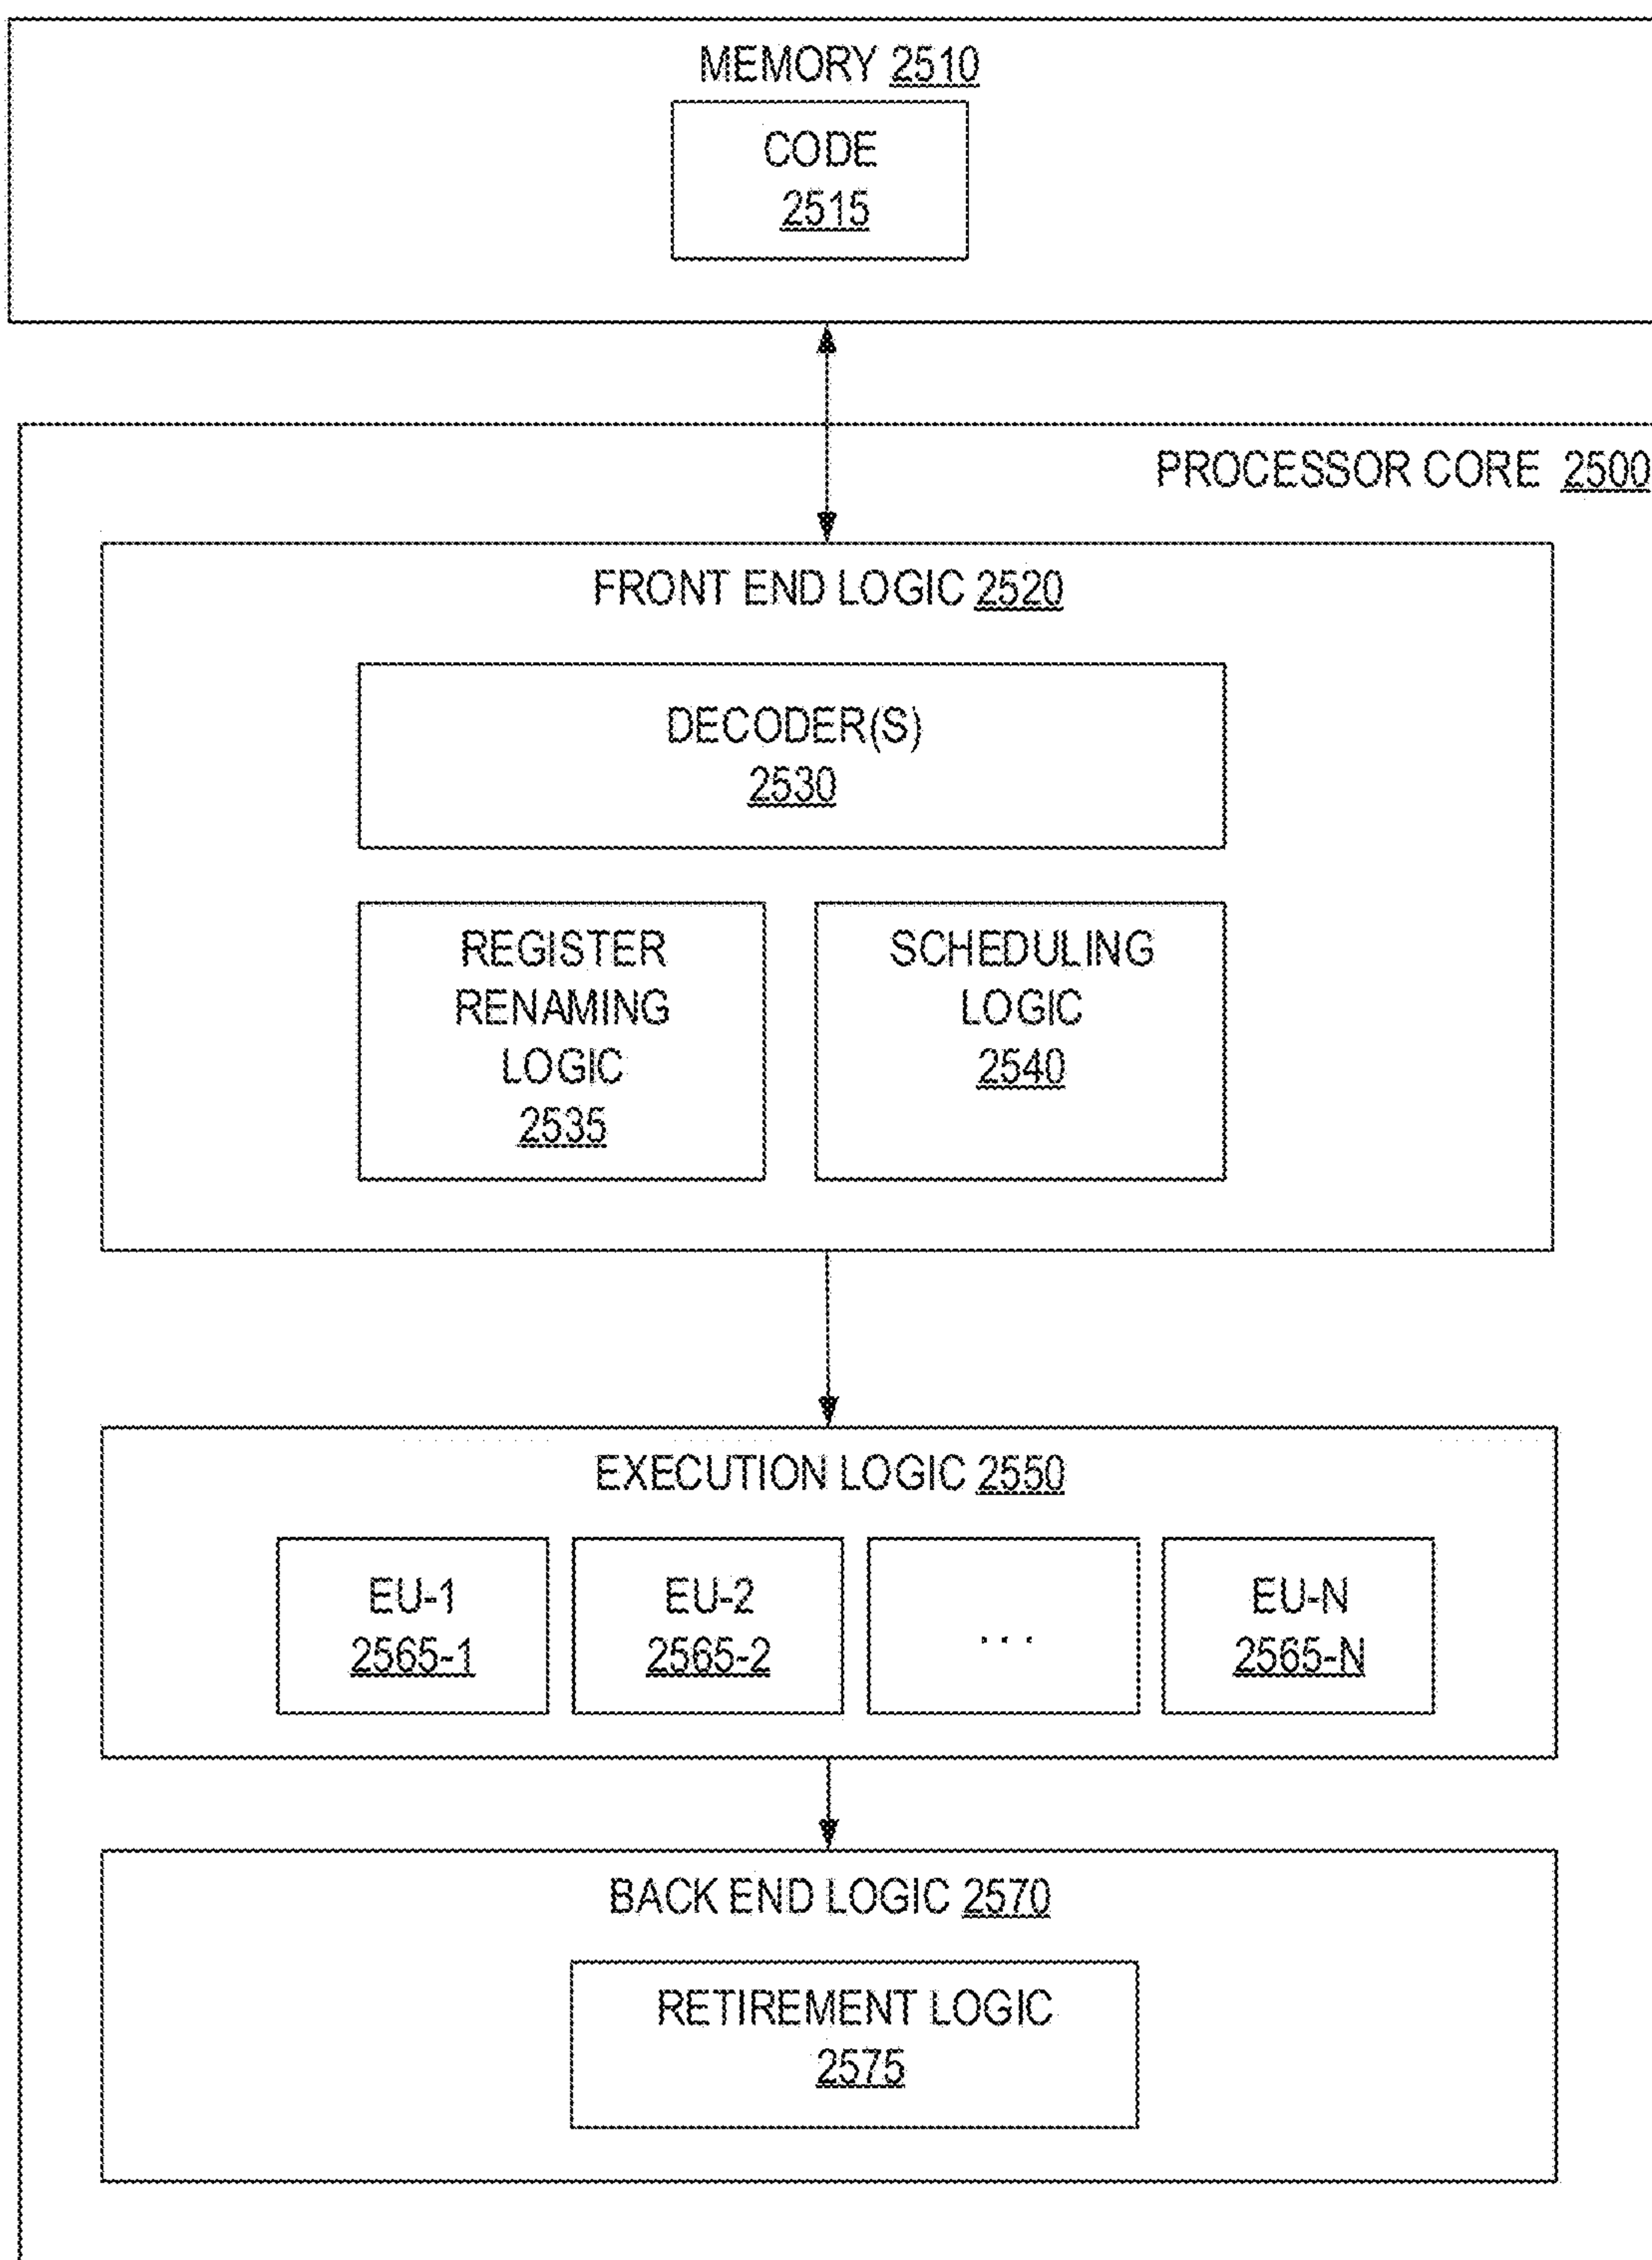 MEMORY 2510
CODE
2515
PROCESSOR CORE 2500
FRONT END LOGIC 2520
DECODER(S)
2530
REGISTER
RENAMING
LOGIC
2535
SCHEDULING
LOGIC
2540
EXECUTION LOGIC 2550
EU-1
2565-1
EU-2
2565-2
...
EU-N
2565-N
BACK END LOGIC 2570
RETIREMENT LOGIC
2575